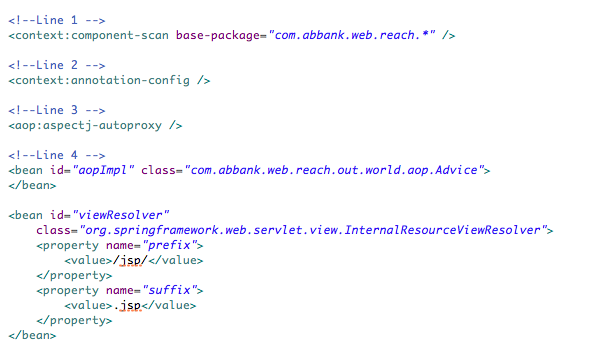 <!--Line 1 -->
<context:component-scan base-package="com.abbank.web.reach.*" />
<!--Line 2 -->
<context:annotation-config />
<!--Line 3 -->
<aop:aspectj-autoproxy />
<!--Line 4 -->
<bean id="aopImpl" class="com.abbank.web.reach.out.world.aop.Advice">
</bean>
<bean id="viewResolver"
class="org.springframework.web.servlet.view.InternalResourceViewResolver">
<property name="prefix">
<value>/jsp/</value>
</property>
<property name="suffix">
<value>.jsp</value>
</property>
</bean>